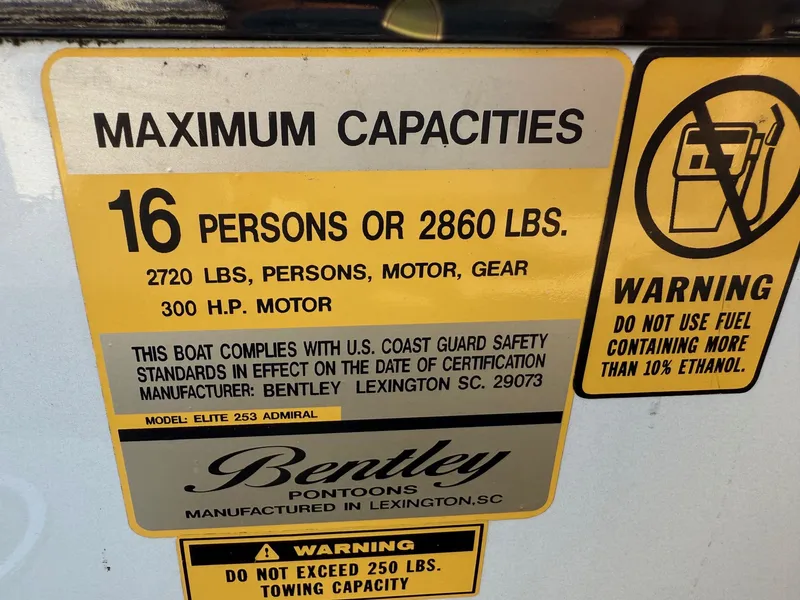 MAXIMUM CAPACITIES
16 PERSONS OR 2860 LBS.
2720 LBS, PERSONS, MOTOR, GEAR
300 H.P. MOTOR
THIS BOAT COMPLIES WITH U.S. COAST GUARD SAFETY
STANDARDS IN EFFECT ON THE DATE OF CERTIFICATION
MANUFACTURER: BENTLEY LEXINGTON SC. 29073
MODEL: ELITE 253 ADMIRAL
Bentley
PONTOONS
MANUFACTURED IN LEXINGTON,SC
WARNING
DO NOT EXCEED 250 LBS.
TOWING CAPACITY
WARNING
DO NOT USE FUEL
CONTAINING MORE
THAN 10% ETHANOL.